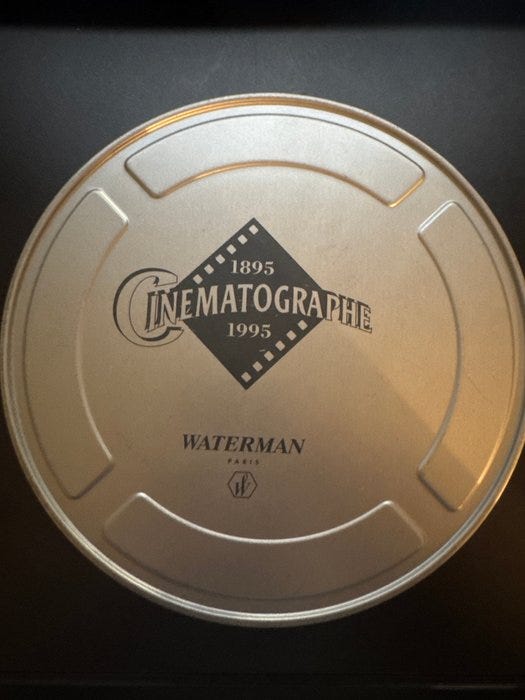 1895
CINEMATOGRAPHE
1995
WATERMAN
PARIS
W